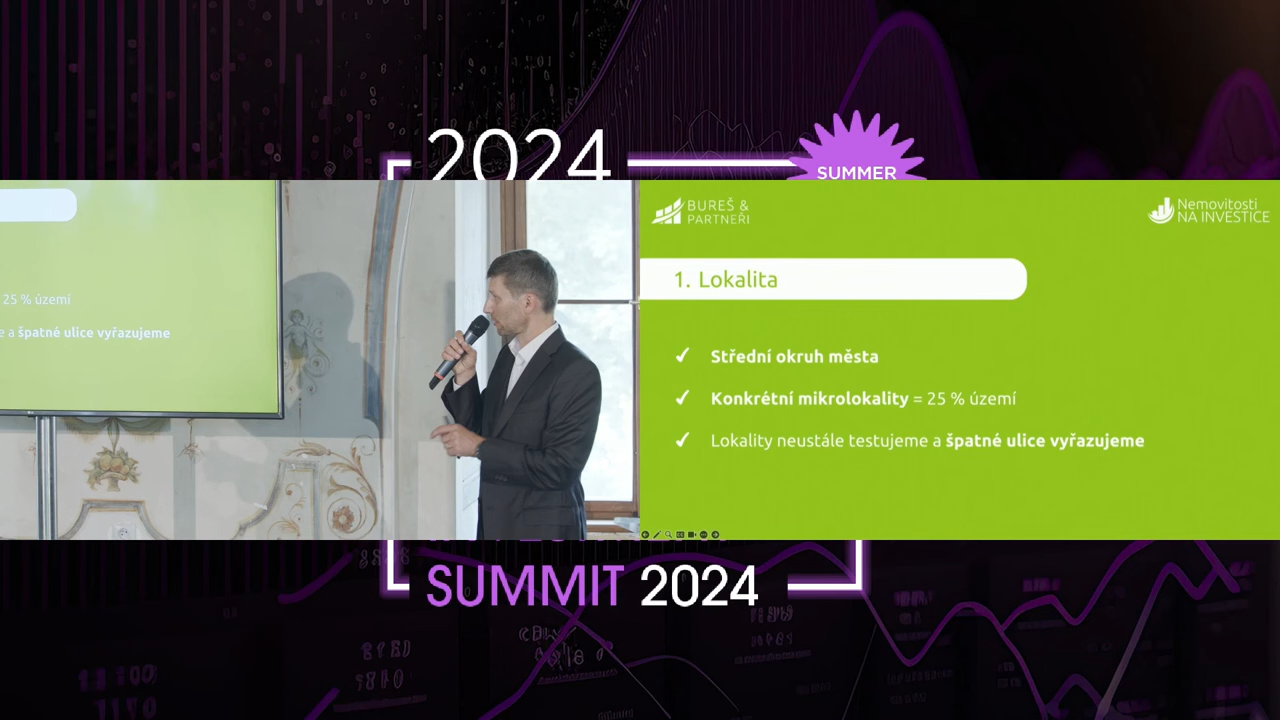 2024
SUMMER
25 % území
e a špatné ulice vyřazujeme
BUREŠ &
PARTNEŘI
Nemovitosti
NA INVESTICE
1. Lokalita
✓ Střední okruh města
✓ Konkrétní mikrolokality = 25 % území
✓ Lokality neustále testujeme a špatné ulice vyřazujeme
SUMMIT 2024